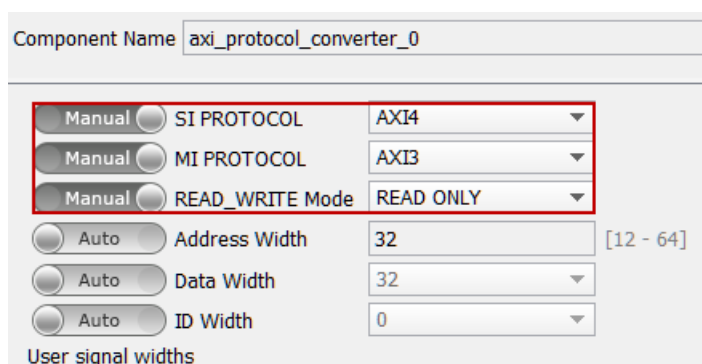 Component Name axi_protocol_converter_0
Manual SI PROTOCOL AXI4
Manual MI PROTOCOL AXI3
Manual READ_WRITE Mode READ ONLY
Auto Address Width 32 [12 - 64]
Auto Data Width 32
Auto ID Width 0
User signal widths